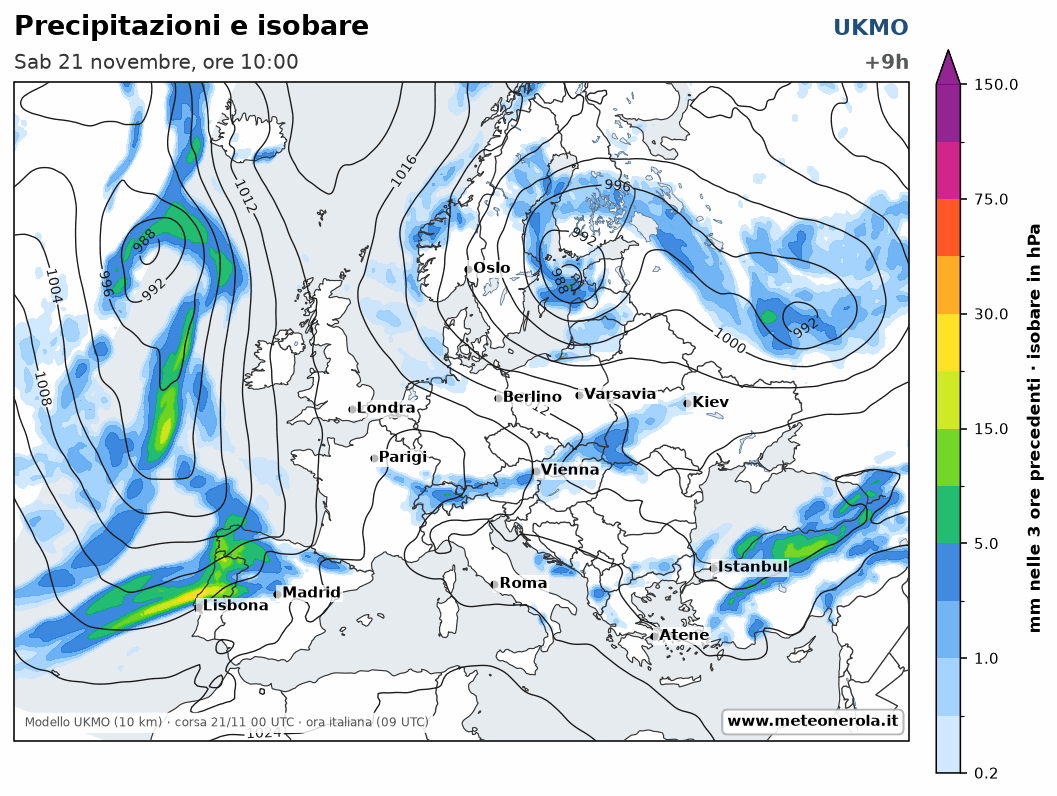 Precipitazioni e isobare
UKMO
Sab 21 novembre, ore 10:00
+9h
150.0
75.0
30.0
15.0
5.0
1.0
0.2
mm nelle 3 ore precedenti · isobare in hPa
1016
1012
996
988
992
996
1004
1008
992
988
992
1000
1024
Oslo
Londra
Berlino
Varsavia
Kiev
Parigi
Vienna
Istanbul
Roma
Madrid
Lisbona
Atene
Modello UKMO (10 km) · corsa 21/11 00 UTC · ora italiana (09 UTC)
www.meteonerola.it